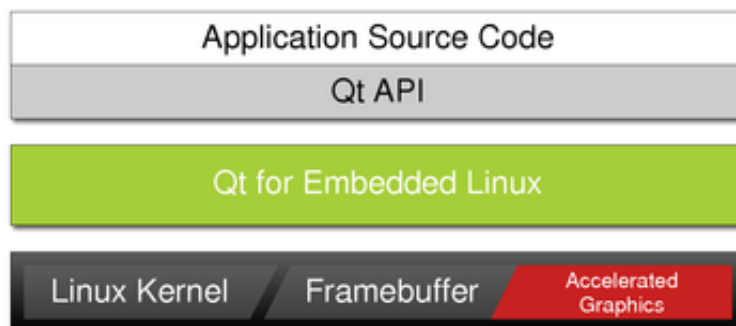 Application Source Code
Qt API
Qt for Embedded Linux
Linux Kernel
Framebuffer
Accelerated
Graphics